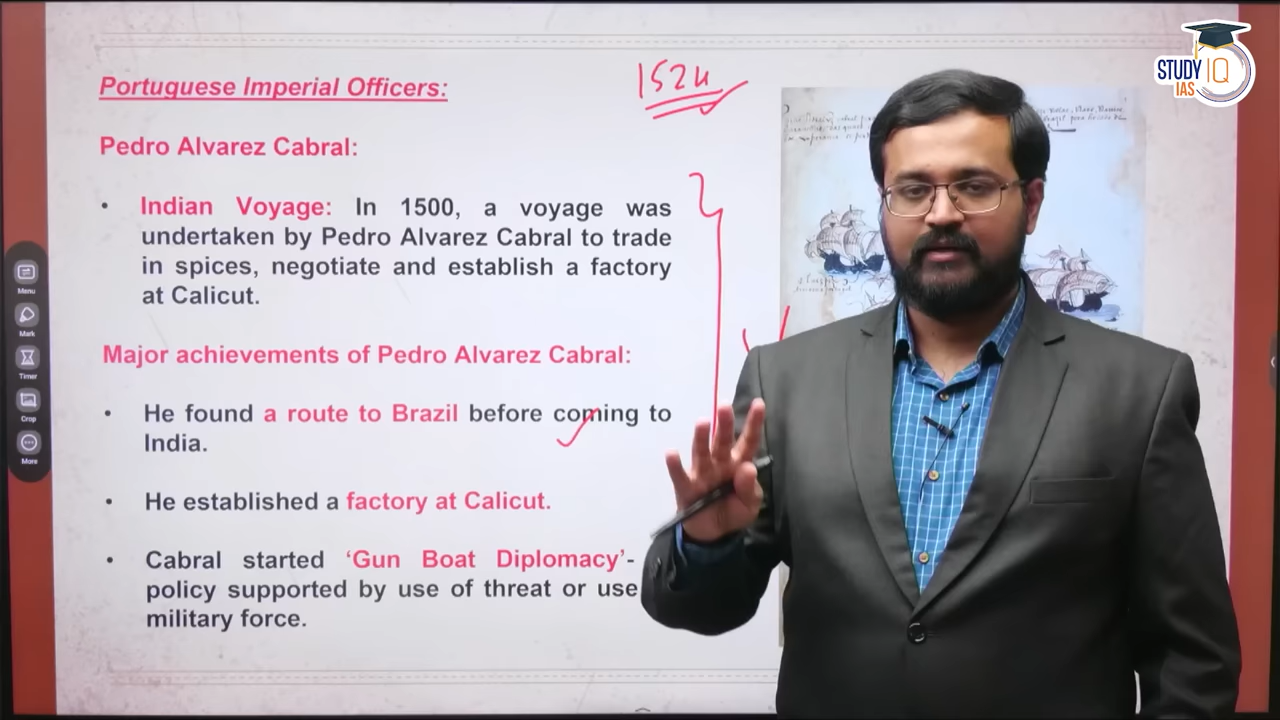 Portuguese Imperial Officers:
1524
STUDY IQ
IAS
Pedro Alvarez Cabral:
• Indian Voyage: In 1500, a voyage was
undertaken by Pedro Alvarez Cabral to trade
in spices, negotiate and establish a factory
at Calicut.
Major achievements of Pedro Alvarez Cabral:
• He found a route to Brazil before coming to
India.
• He established a factory at Calicut.
• Cabral started ‘Gun Boat Diplomacy’-
policy supported by use of threat or use
military force.
Menu
Mark
Timer
Crop
More